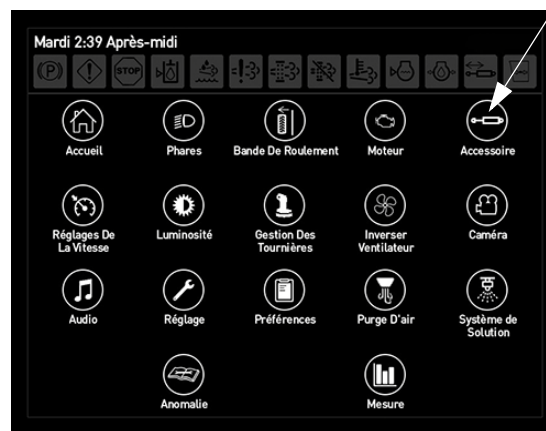 Mardi 2:39 Après-midi
(P) STOP
Accueil Phares Bande De Roulement Moteur Accessoire
Réglages De La Vitesse Luminosité Gestion Des Tournières Inverser Ventilateur Caméra
Audio Réglage Préférences Purge D'air Système de Solution
Anomalie Mesure